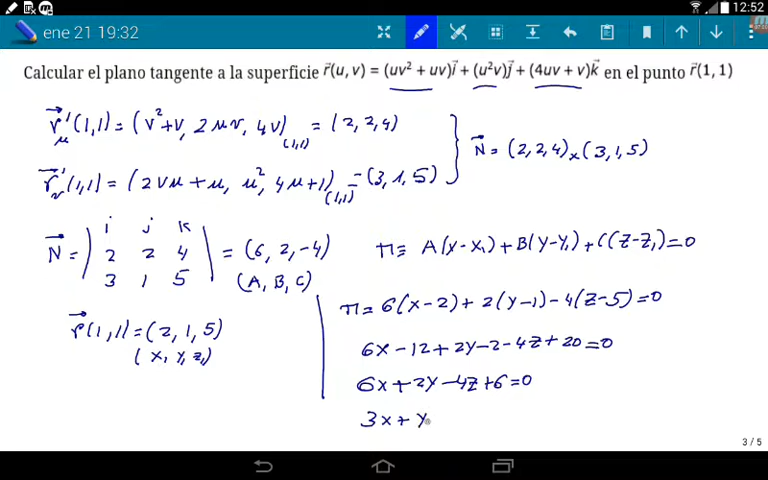 12:52
ene 21 19:32
Calcular el plano tangente a la superficie r⃗(u, v) = (uv² + uv)i⃗ + (u²v)j⃗ + (4uv + v)k⃗ en el punto r⃗(1, 1)
r⃗'u(1,1) = (v²+v, 2uv, 4v)(1,1) = (2,2,4)
N⃗ = (2,2,4) × (3,1,5)
r⃗'v(1,1) = (2vu+u, u², 4u+1)(1,1) = (3,1,5)
i j k
N⃗ = | 2 2 4 | = (6, 2, -4)
3 1 5 (A, B, C)
π ≡ A(x-x₁)+B(y-y₁)+C(z-z₁)=0
r⃗(1,1) = (2,1,5)
(x, y, z₁)
π ≡ 6(x-2)+2(y-1)-4(z-5)=0
6x-12+2y-2-4z+20=0
6x+2y-4z+6=0
3x+y
3 / 5